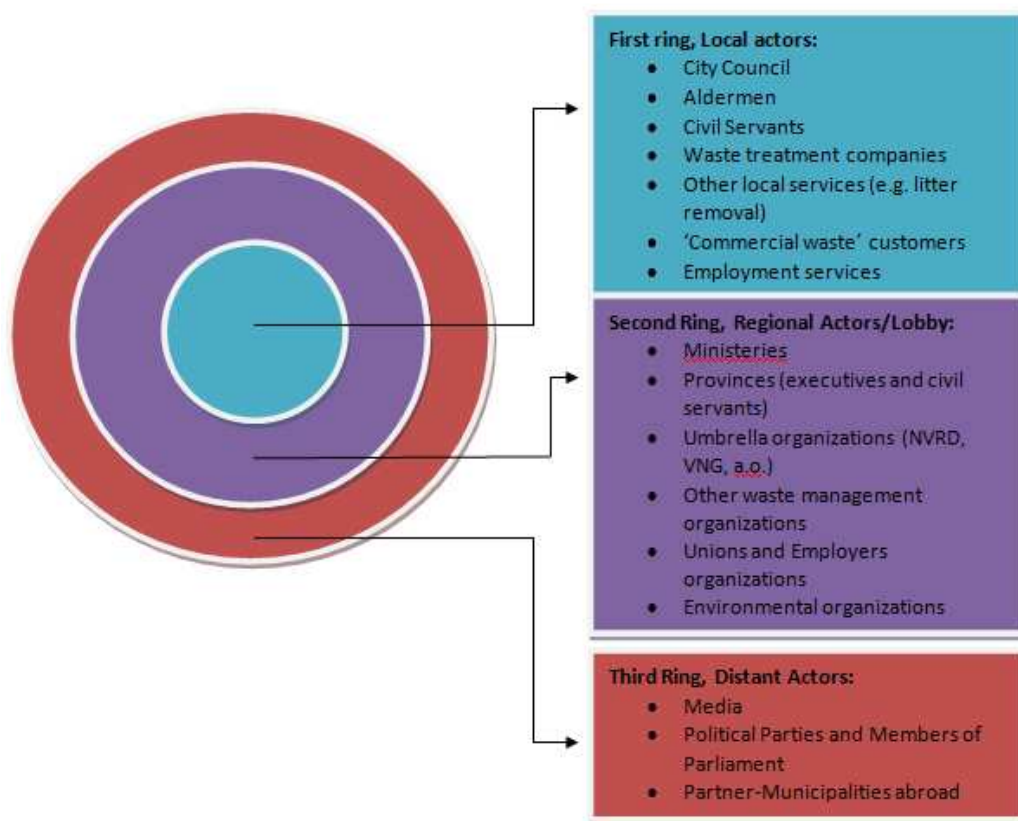 First ring, Local actors:
• City Council
• Aldermen
• Civil Servants
• Waste treatment companies
• Other local services (e.g. litter
removal)
• ‘Commercial waste’ customers
• Employment services
Second Ring, Regional Actors/Lobby:
• Ministeries
• Provinces (executives and civil
servants)
• Umbrella organizations (NVRD,
VNG, a.o.)
• Other waste management
organizations
• Unions and Employers
organizations
• Environmental organizations
Third Ring, Distant Actors:
• Media
• Political Parties and Members of
Parliament
• Partner-Municipalities abroad